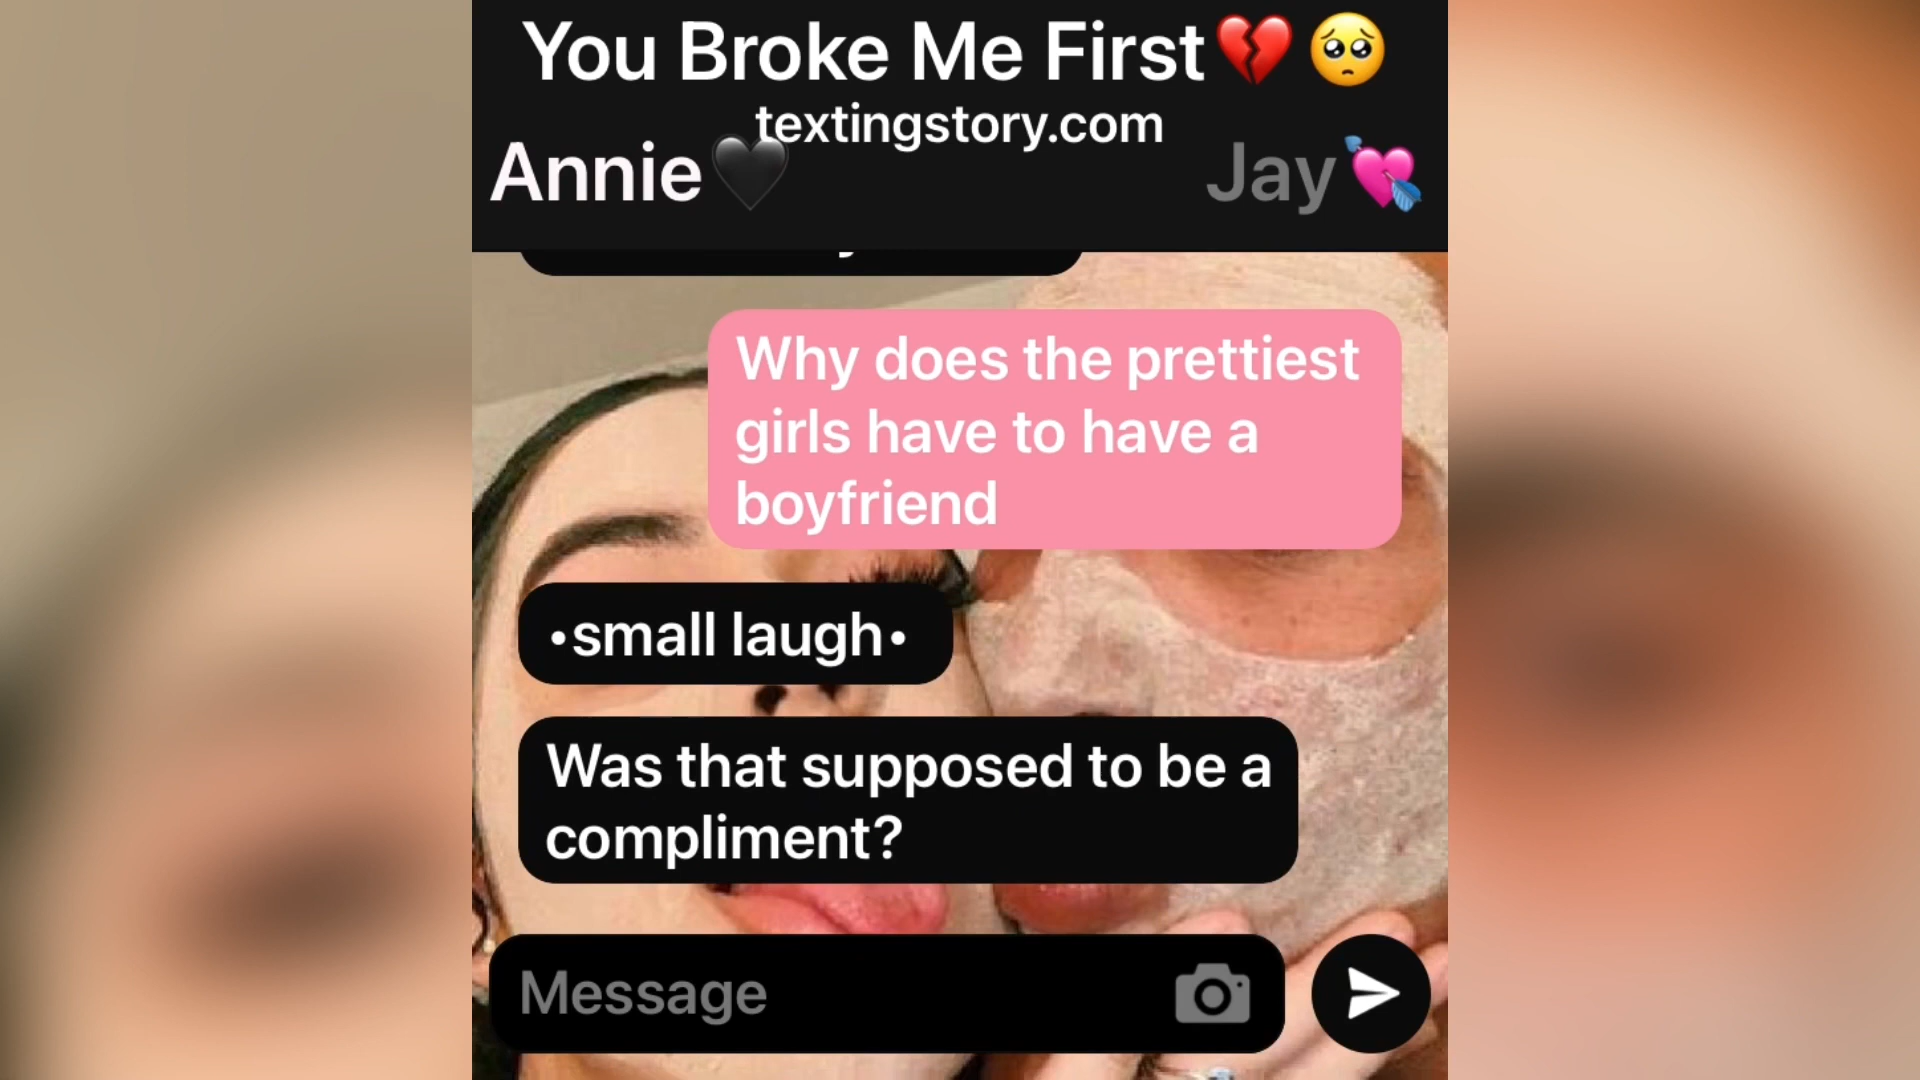 You Broke Me First💔🥺
textingstory.com
Annie🖤
Jay💘
Why does the prettiest
girls have to have a
boyfriend
•small laugh•
Was that supposed to be a
compliment?
Message